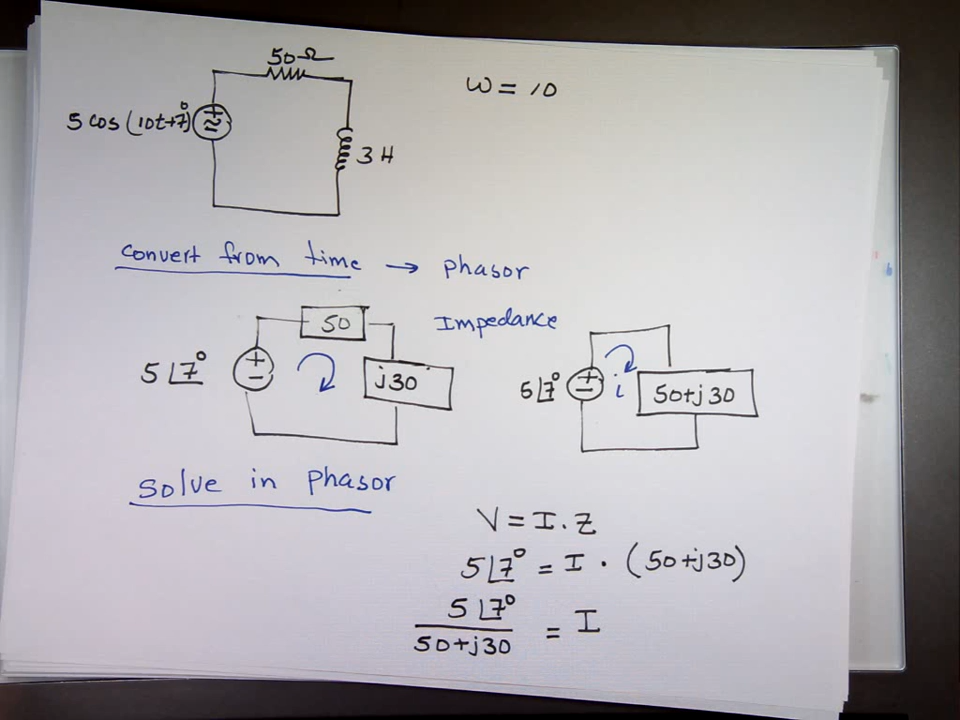 50Ω
ω = 10
5 cos (10t+7°)
3 H
convert from time → phasor
50
Impedance
5∠7°
j30
5∠7°
i
50+j30
solve in phasor
V = I . Z
5∠7° = I · (50+j30)
5∠7°
50+j30
= I